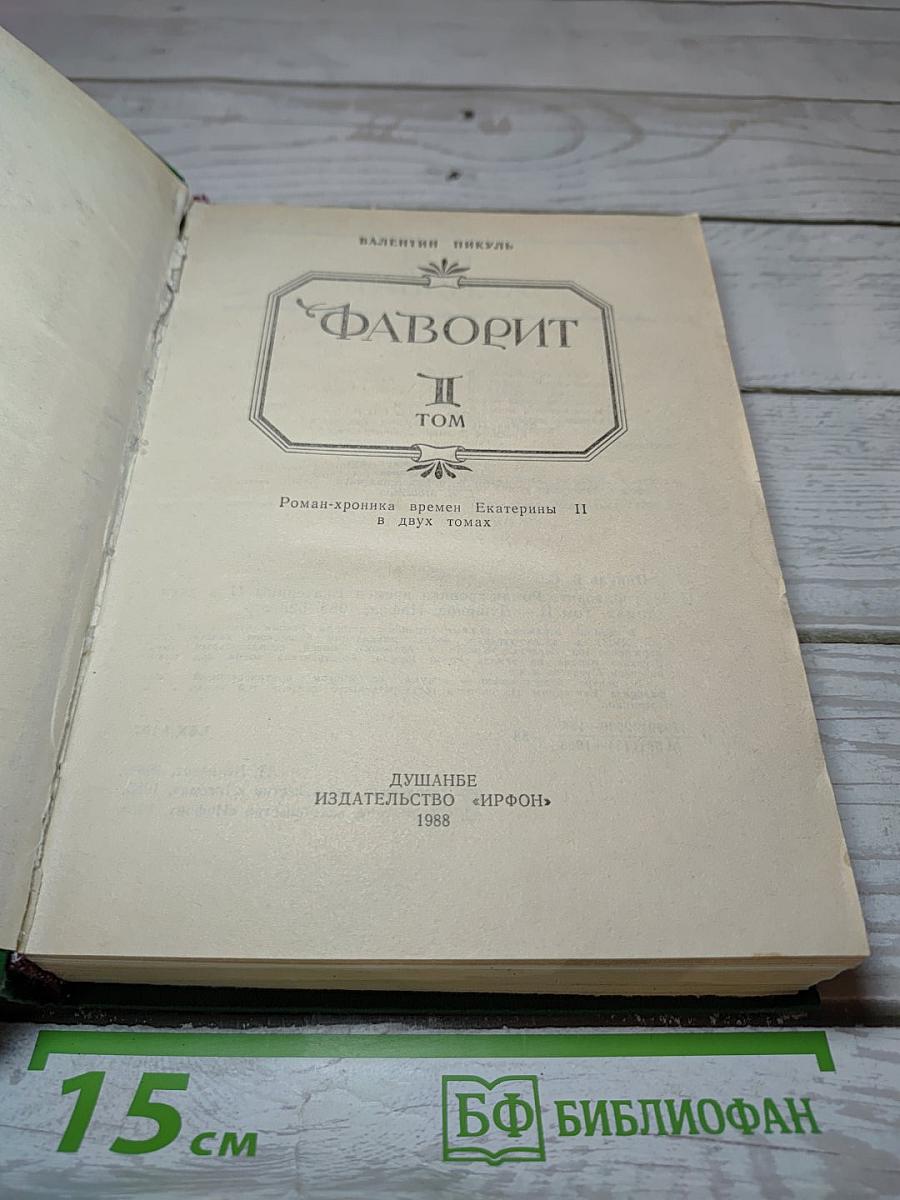 ВАЛЕНТИН ПИКУЛЬ
ФАВОРИТ
II
ТОМ
Роман-хроника времен Екатерины II
в двух томах
ДУШАНБЕ
ИЗДАТЕЛЬСТВО «ИРФОН»
1988
15 см
БФ БИБЛИОФАН